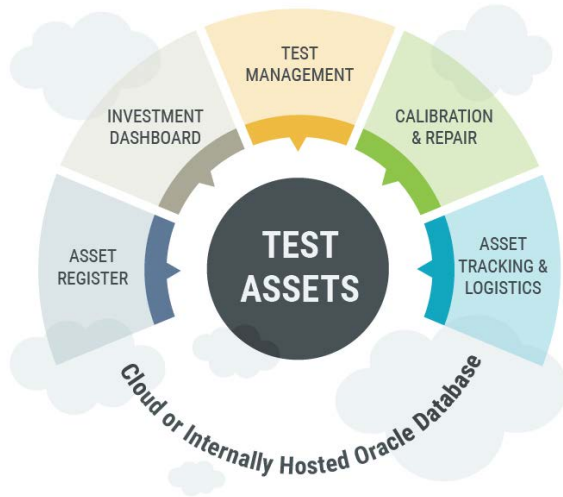 TEST
MANAGEMENT
INVESTMENT
DASHBOARD
CALIBRATION
& REPAIR
ASSET
REGISTER
TEST
ASSETS
ASSET
TRACKING &
LOGISTICS
Cloud or Internally Hosted Oracle Database